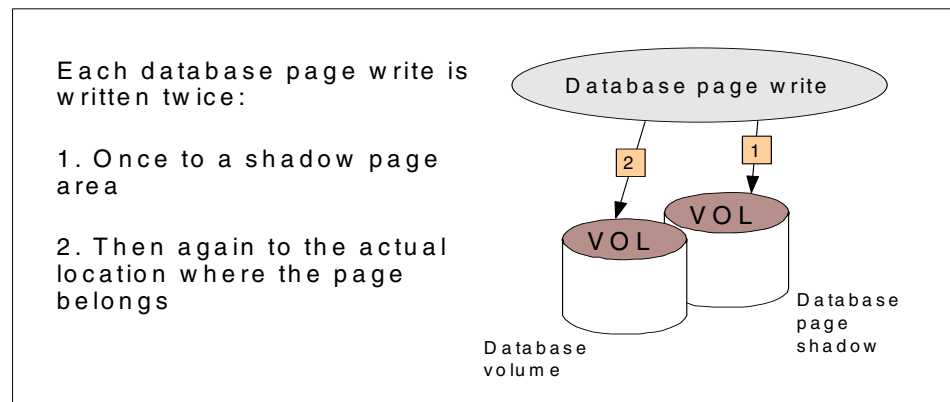 Each database page write is
written twice:
1. Once to a shadow page
area
2. Then again to the actual
location where the page
belongs
Database page write
2
1
VOL
VOL
Database
volume
Database
page
shadow